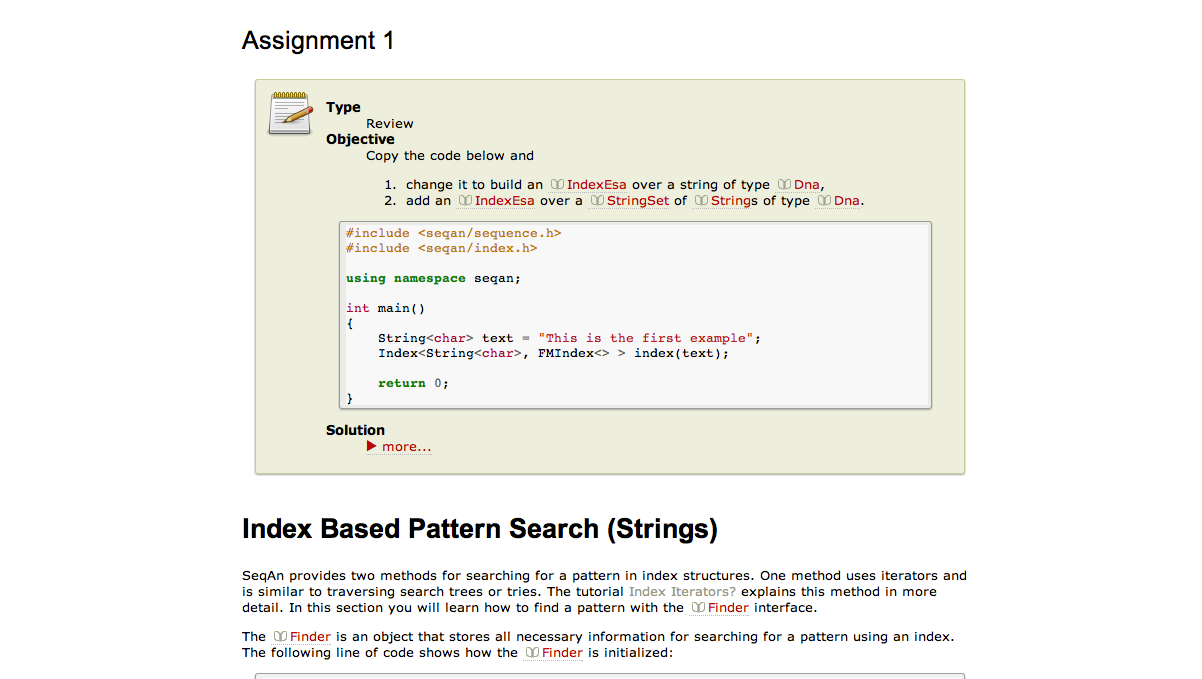 Assignment 1
Type
Review
Objective
Copy the code below and
1. change it to build an IndexEsa over a string of type Dna,
2. add an IndexEsa over a StringSet of Strings of type Dna.
#include <seqan/sequence.h>
#include <seqan/index.h>
using namespace seqan;
int main()
{
    String<char> text = "This is the first example";
    Index<String<char>, FMIndex<> > index(text);
    return 0;
}
Solution
more...
Index Based Pattern Search (Strings)
SeqAn provides two methods for searching for a pattern in index structures. One method uses iterators and
is similar to traversing search trees or tries. The tutorial Index Iterators? explains this method in more
detail. In this section you will learn how to find a pattern with the Finder interface.
The Finder is an object that stores all necessary information for searching for a pattern using an index.
The following line of code shows how the Finder is initialized: